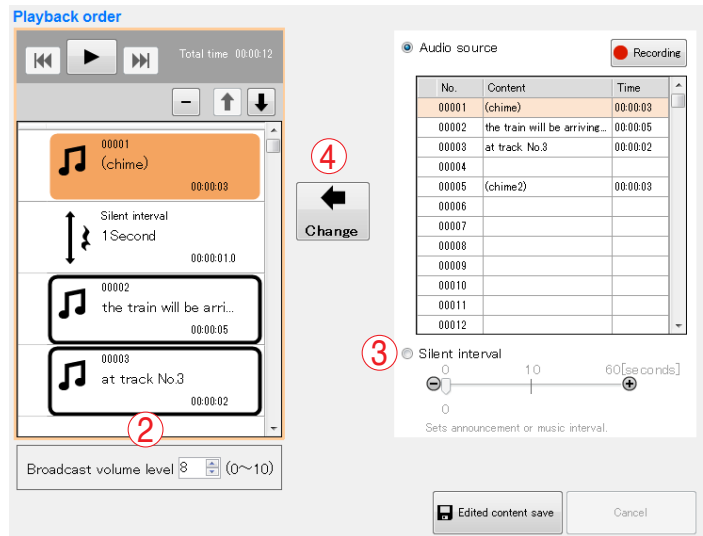 Playback order
Total time 00:00:12
00001
(chime)
00:00:03
Silent interval
1Second
00:00:01.0
00002
the train will be arri...
00:00:05
00003
at track No.3
00:00:02
②
Broadcast volume level 8 (0～10)
④
Change
Audio source
Recording
No. Content Time
00001 (chime) 00:00:03
00002 the train will be arriving... 00:00:05
00003 at track No.3 00:00:02
00004
00005 (chime2) 00:00:03
00006
00007
00008
00009
00010
00011
00012
③ Silent interval
0 10 60[seconds]
0
Sets announcement or music interval.
Edited content save
Cancel